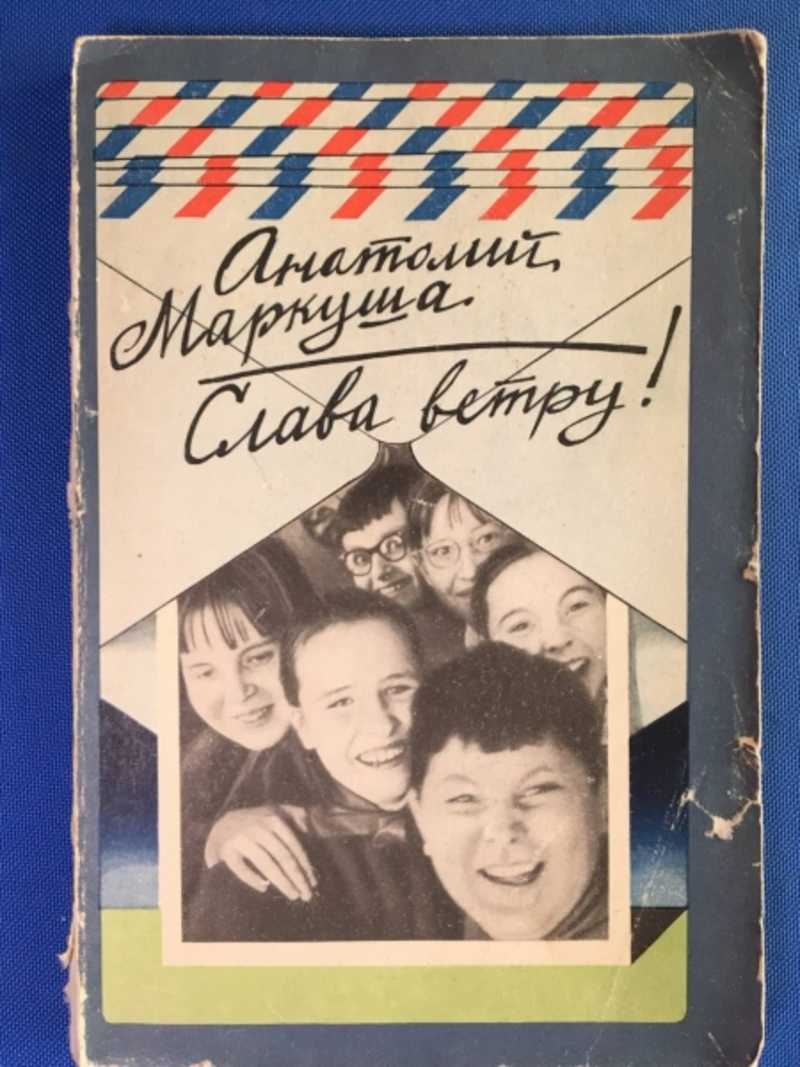 Анатолий
Маркуша
Слава ветру!